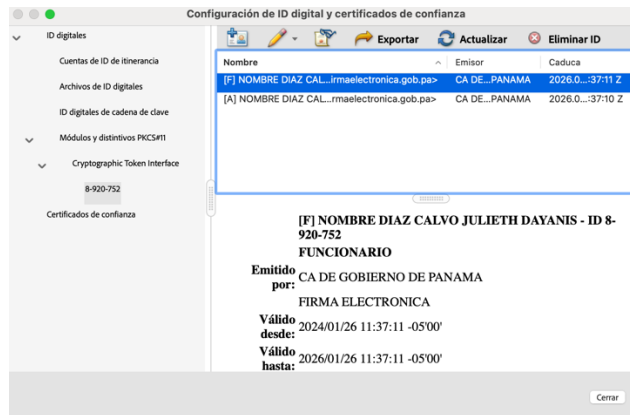 Configuración de ID digital y certificados de confianza
ID digitales
Cuentas de ID de itinerancia
Archivos de ID digitales
ID digitales de cadena de clave
Módulos y distintivos PKCS#11
Cryptographic Token Interface
8-920-752
Certificados de confianza
Exportar Actualizar Eliminar ID
Nombre Emisor Caduca
[F] NOMBRE DIAZ CAL...irmaelectronica.gob.pa> CA DE...PANAMA 2026.0...:37:11 Z
[A] NOMBRE DIAZ CAL...rmaelectronica.gob.pa> CA DE...PANAMA 2026.0...:37:10 Z
[F] NOMBRE DIAZ CALVO JULIETH DAYANIS - ID 8-
920-752
FUNCIONARIO
Emitido por: CA DE GOBIERNO DE PANAMA
FIRMA ELECTRONICA
Válido desde: 2024/01/26 11:37:11 -05'00'
Válido hasta: 2026/01/26 11:37:11 -05'00'
Cerrar